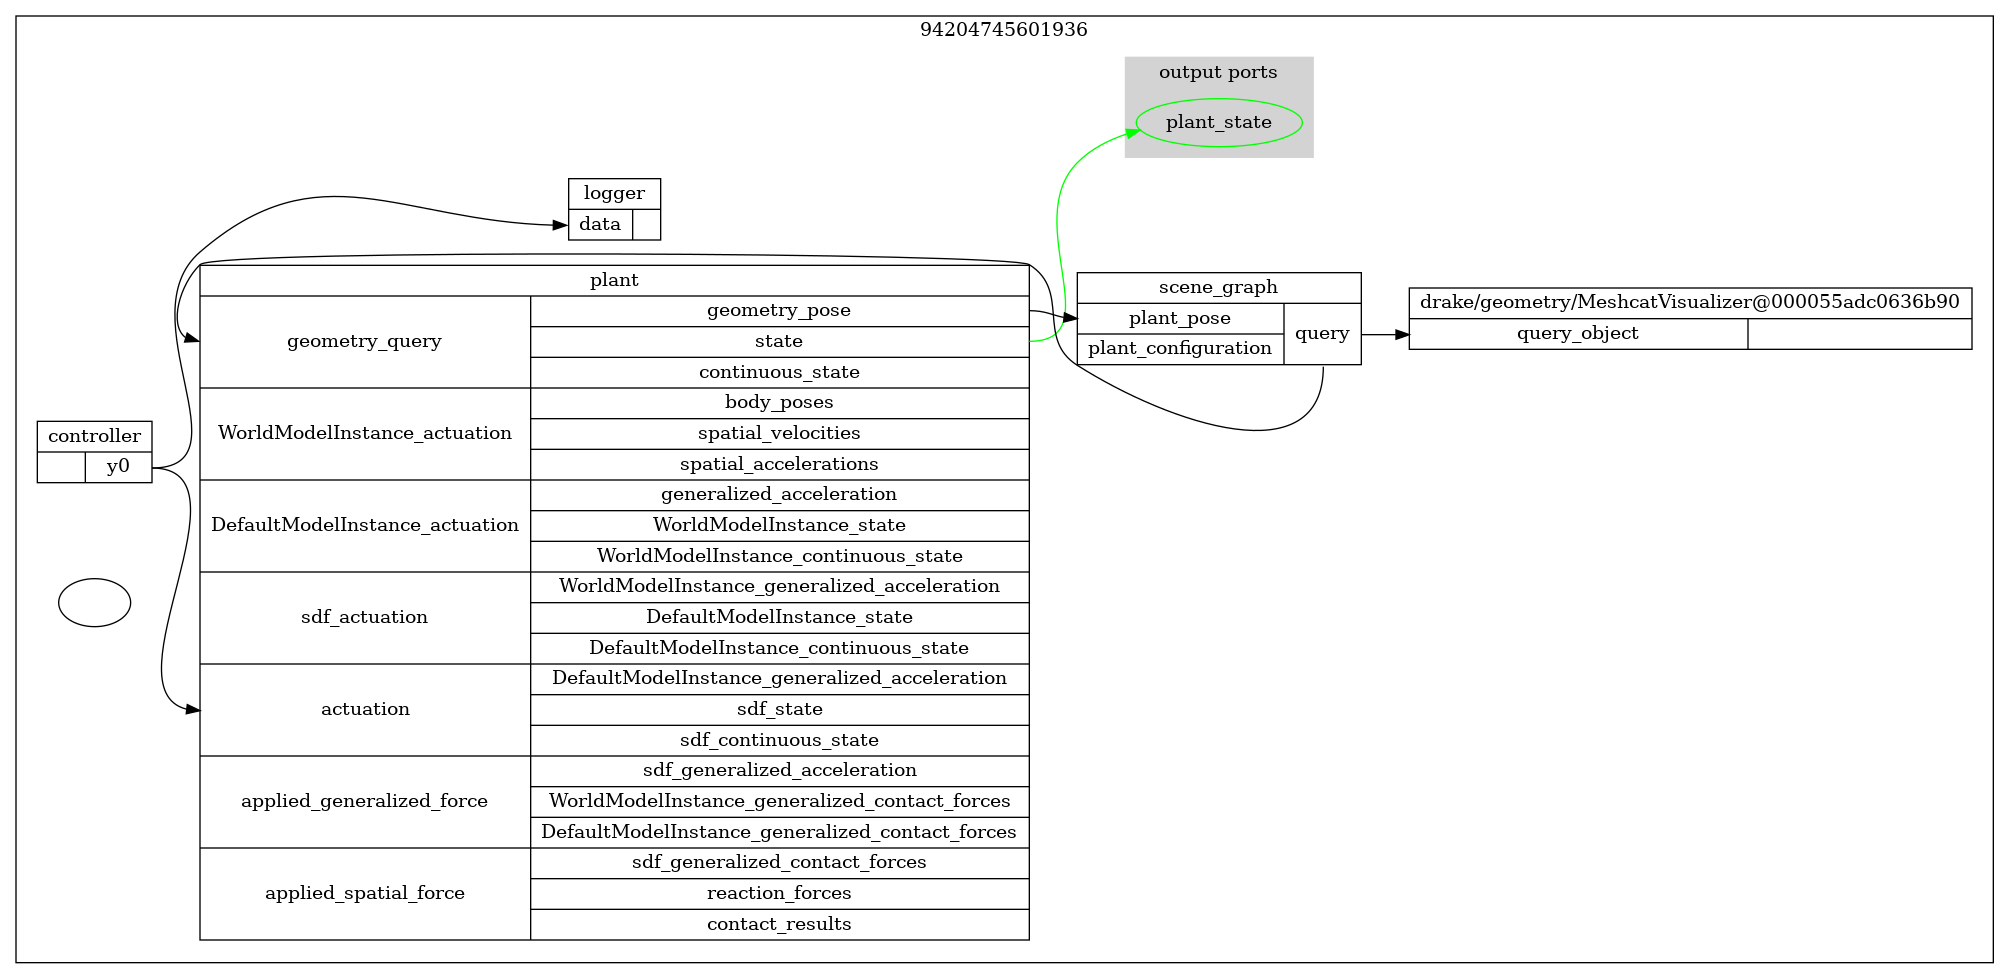 94204745601936
output ports
plant_state
logger
data
plant
geometry_query
geometry_pose
state
continuous_state
WorldModelInstance_actuation
body_poses
spatial_velocities
spatial_accelerations
DefaultModelInstance_actuation
generalized_acceleration
WorldModelInstance_state
WorldModelInstance_continuous_state
sdf_actuation
WorldModelInstance_generalized_acceleration
DefaultModelInstance_state
DefaultModelInstance_continuous_state
actuation
DefaultModelInstance_generalized_acceleration
sdf_state
sdf_continuous_state
applied_generalized_force
sdf_generalized_acceleration
WorldModelInstance_generalized_contact_forces
DefaultModelInstance_generalized_contact_forces
applied_spatial_force
sdf_generalized_contact_forces
reaction_forces
contact_results
scene_graph
plant_pose
plant_configuration
query
drake/geometry/MeshcatVisualizer@000055adc0636b90
query_object
controller
y0